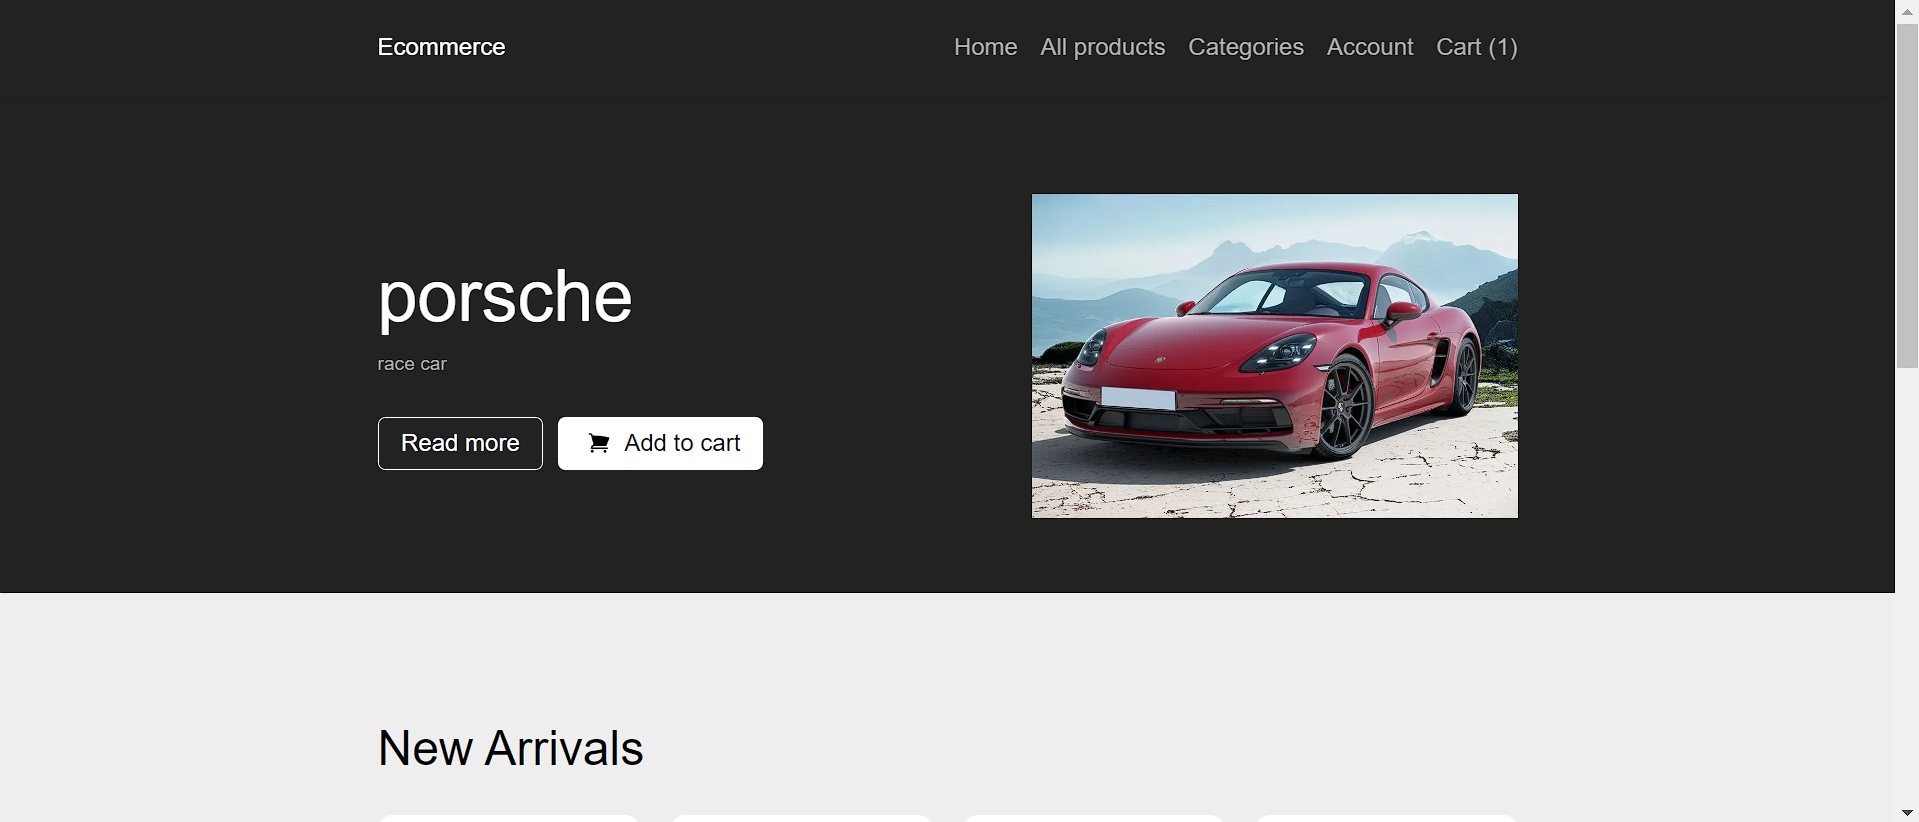 Ecommerce
Home All products Categories Account Cart (1)
porsche
race car
Read more Add to cart
New Arrivals